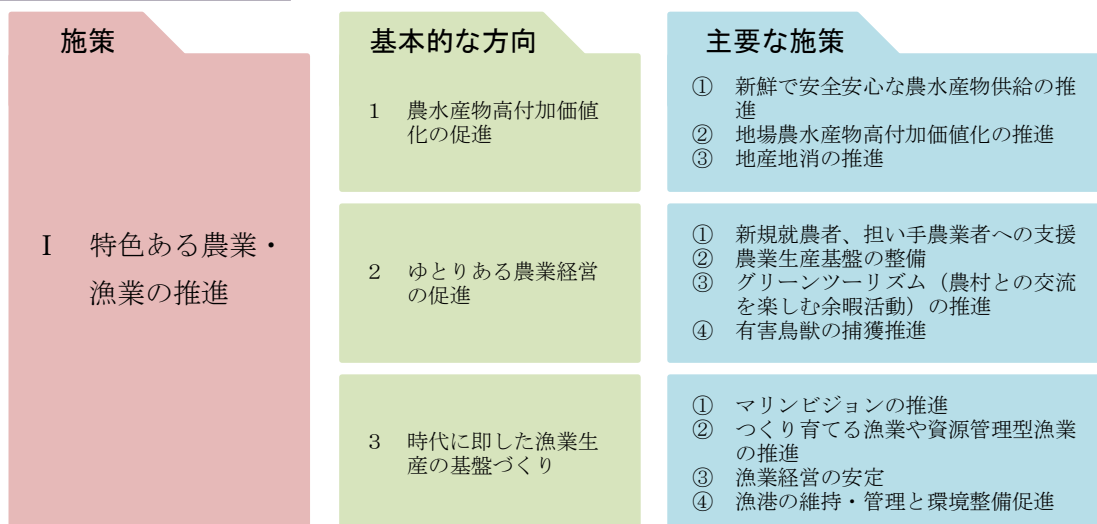 施策
Ⅰ 特色ある農業・
漁業の推進
基本的な方向
1 農水産物高付加価値
化の促進
2 ゆとりある農業経営
の促進
3 時代に即した漁業生
産の基盤づくり
主要な施策
① 新鮮で安全安心な農水産物供給の推
進
② 地場農水産物高付加価値化の推進
③ 地産地消の推進
① 新規就農者、担い手農業者への支援
② 農業生産基盤の整備
③ グリーンツーリズム（農村との交流
を楽しむ余暇活動）の推進
④ 有害鳥獣の捕獲推進
① マリンビジョンの推進
② つくり育てる漁業や資源管理型漁業
の推進
③ 漁業経営の安定
④ 漁港の維持・管理と環境整備促進